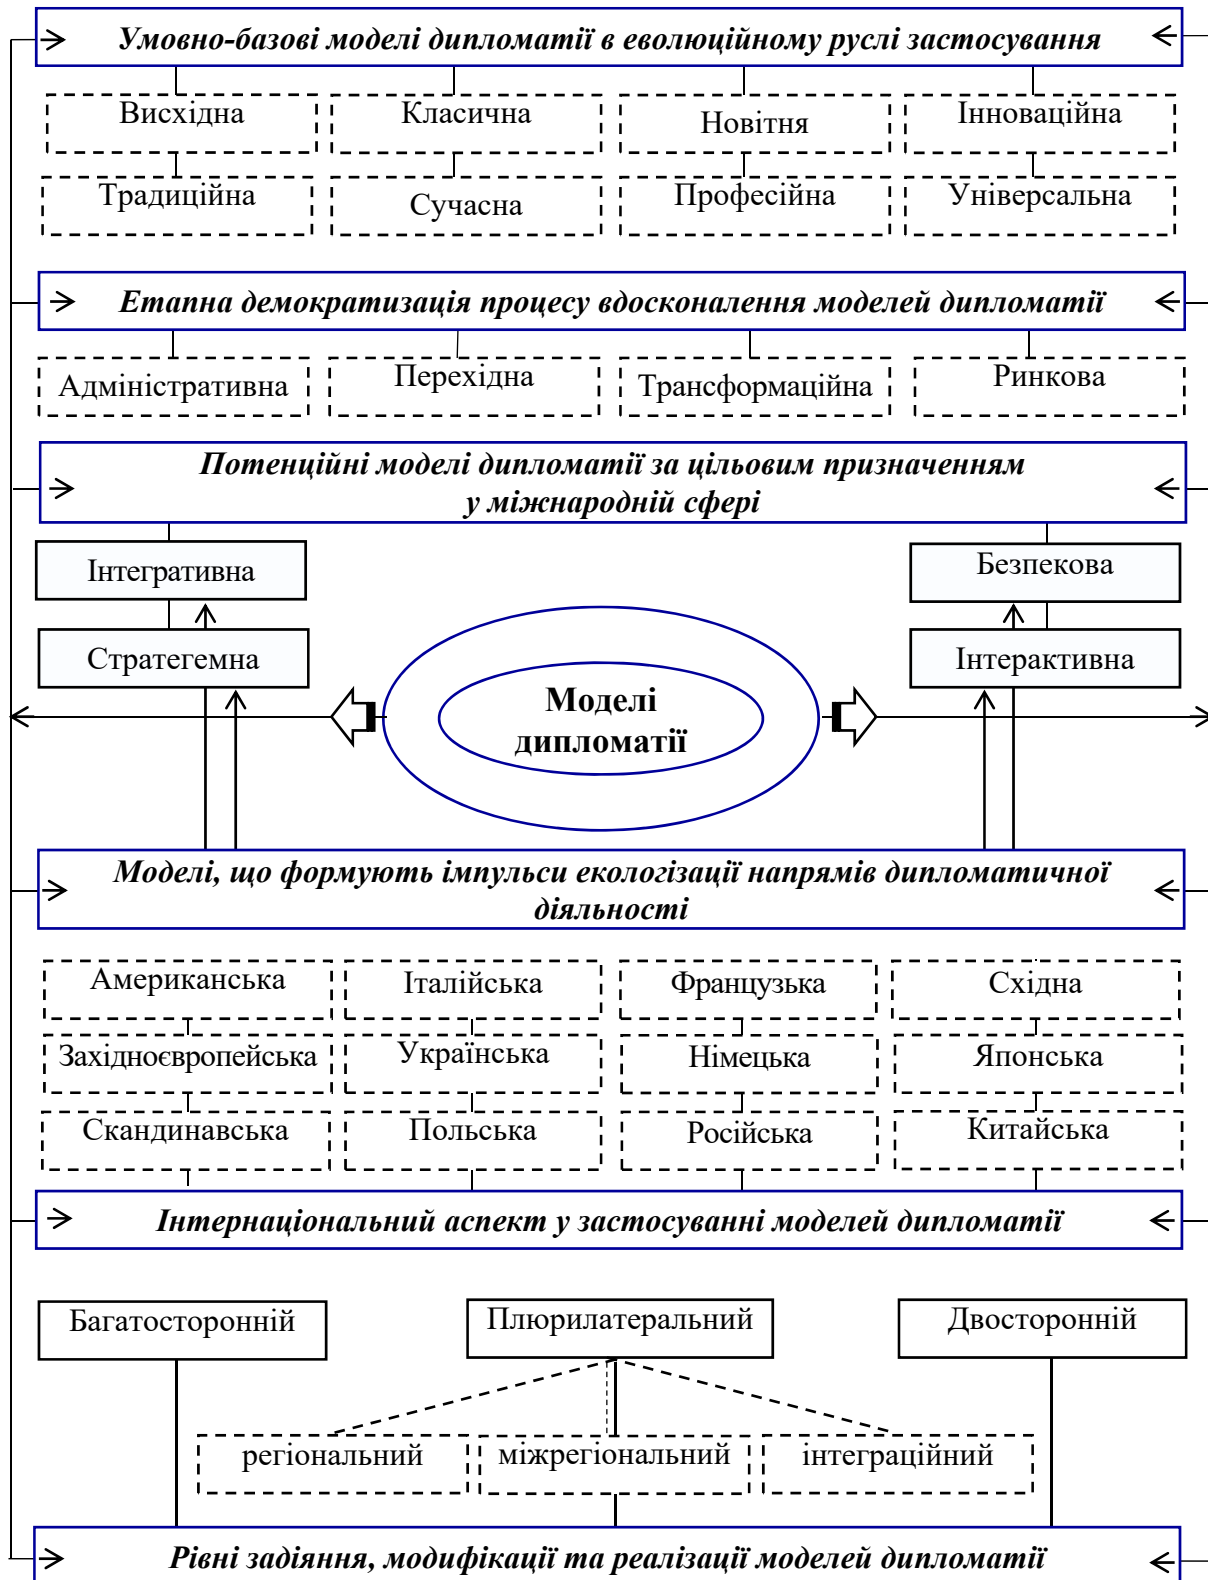 Умовно-базові моделі дипломатії в еволюційному руслі застосування
Висхідна
Класична
Новітня
Інноваційна
Традиційна
Сучасна
Професійна
Універсальна
Етапна демократизація процесу вдосконалення моделей дипломатії
Адміністративна
Перехідна
Трансформаційна
Ринкова
Потенційні моделі дипломатії за цільовим призначенням
у міжнародній сфері
Інтегративна
Безпекова
Стратегемна
Інтерактивна
Моделі
дипломатії
Моделі, що формують імпульси екологізації напрямів дипломатичної
діяльності
Американська
Італійська
Французька
Східна
Західноєвропейська
Українська
Німецька
Японська
Скандинавська
Польська
Російська
Китайська
Інтернаціональний аспект у застосуванні моделей дипломатії
Багатосторонній
Плюрилатеральний
Двосторонній
регіональний
міжрегіональний
інтеграційний
Рівні задіяння, модифікації та реалізації моделей дипломатії